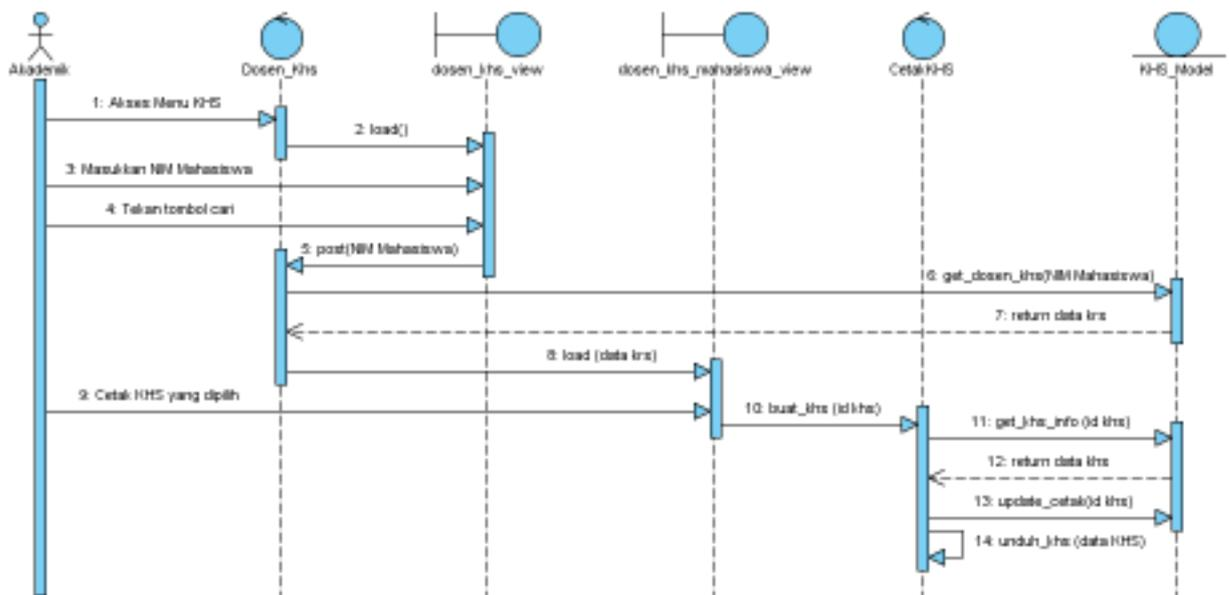 Akademik
Dosen_Khs
dosen_khs_view
dosen_khs_mahasiswa_view
CetakKHS
KHS_Model
1: Akses Menu KHS
2: load()
3: Masukkan NIM Mahasiswa
4: Tekan tombol cari
5: post(NIM Mahasiswa)
6: get_dosen_khs(NIM Mahasiswa)
7: return data krs
8: load (data krs)
9: Cetak KHS yang dipilih
10: buat_khs (id khs)
11: get_khs_info (id khs)
12: return data khs
13: update_cetak(id khs)
14: unduh_khs (data KHS)